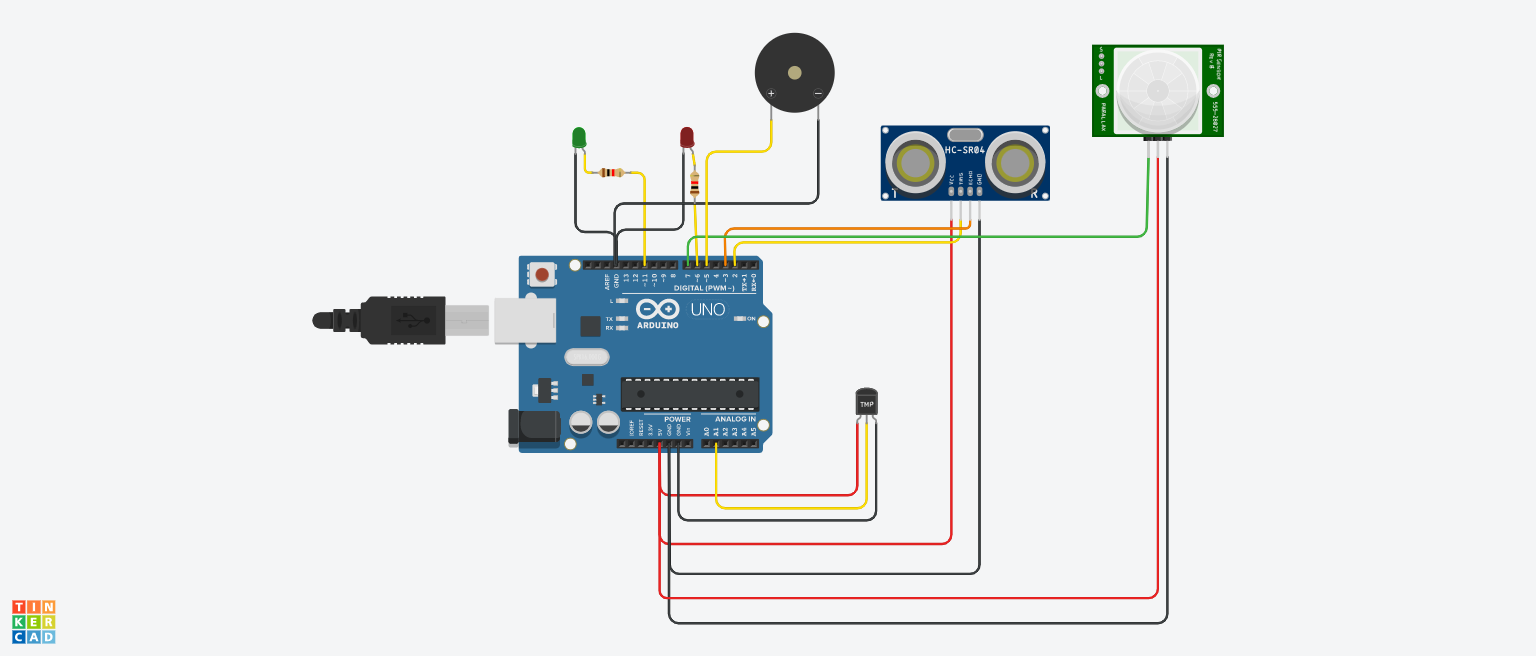 +
−
HC-SR04
VCC
TRIG
ECHO
GND
T
R
PIR Sensor
Rev B
555-28027
PARALLAX
AREF
GND
13
12
~11
~10
~9
8
7
~6
~5
4
~3
2
TX→1
RX←0
DIGITAL (PWM~)
L
TX
RX
ARDUINO
UNO
ON
TMP
POWER
ANALOG IN
IOREF
RESET
3.3V
5V
GND
GND
Vin
A0
A1
A2
A3
A4
A5
TIN
KER
CAD